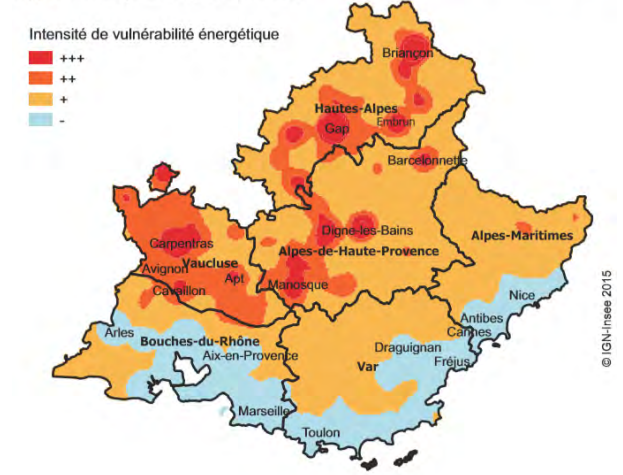 Intensité de vulnérabilité énergétique
+++
++
+
-
Briançon
Hautes-Alpes
Gap
Embrun
Barcelonnette
Digne-les-Bains
Alpes-de-Haute-Provence
Alpes-Maritimes
Carpentras
Avignon
Vaucluse
Apt
Cavaillon
Manosque
Nice
Antibes
Cannes
Arles
Bouches-du-Rhône
Aix-en-Provence
Draguignan
Fréjus
Var
Marseille
Toulon
© IGN-Insee 2015